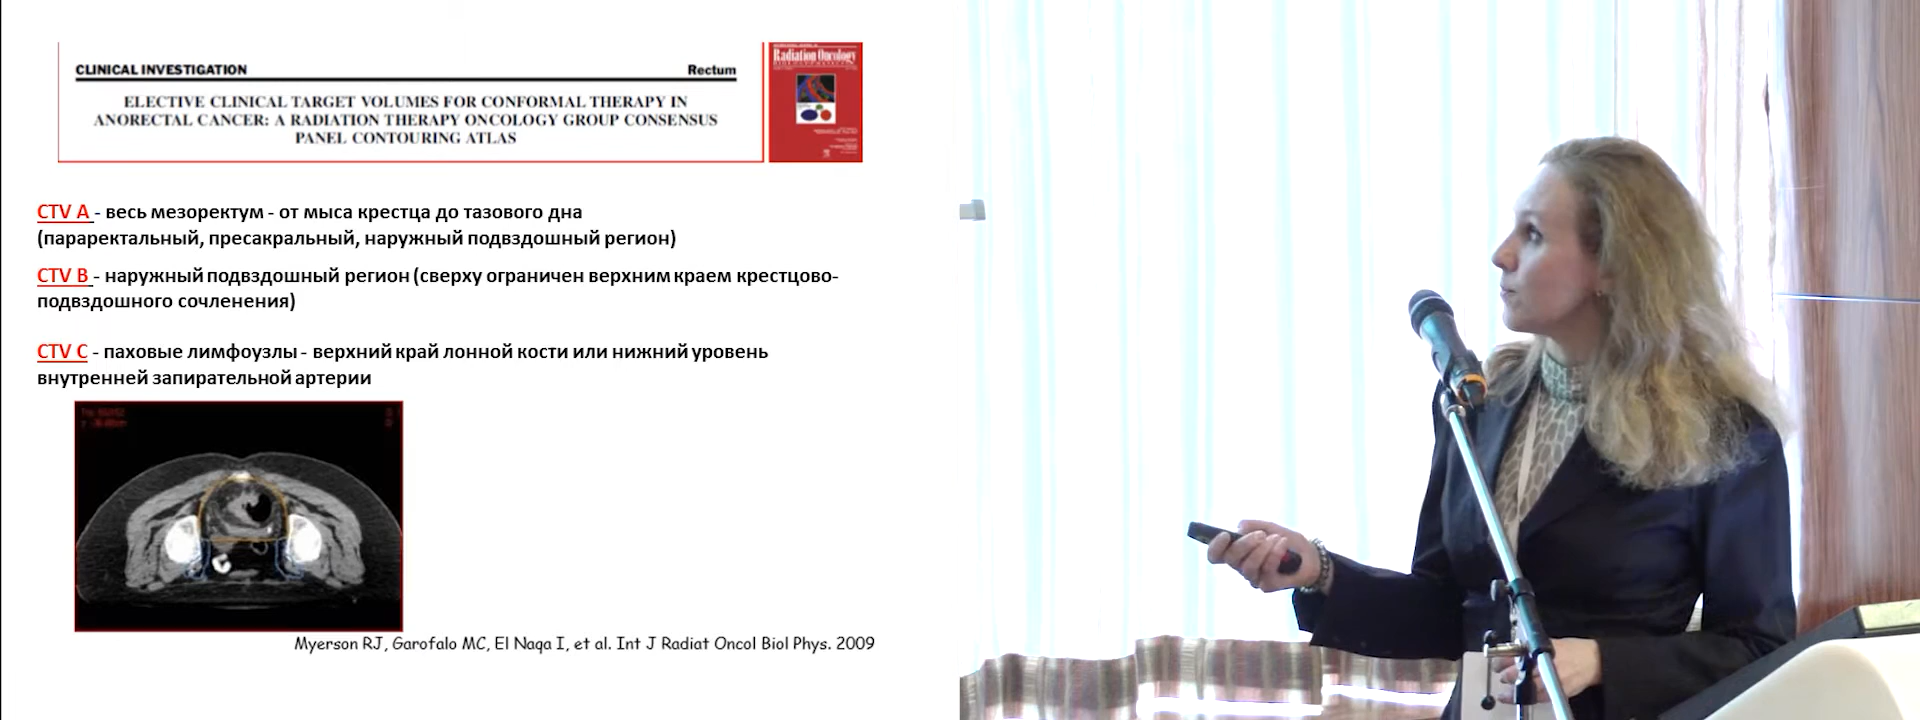 CLINICAL INVESTIGATION
Rectum
ELECTIVE CLINICAL TARGET VOLUMES FOR CONFORMAL THERAPY IN
ANORECTAL CANCER: A RADIATION THERAPY ONCOLOGY GROUP CONSENSUS
PANEL CONTOURING ATLAS
Radiation Oncology
CTV A - весь мезоректум - от мыса крестца до тазового дна
(параректальный, пресакральный, наружный подвздошный регион)
CTV B - наружный подвздошный регион (сверху ограничен верхним краем крестцово-
подвздошного сочленения)
CTV C - паховые лимфоузлы - верхний край лонной кости или нижний уровень
внутренней запирательной артерии
Myerson RJ, Garofalo MC, El Naqa I, et al. Int J Radiat Oncol Biol Phys. 2009